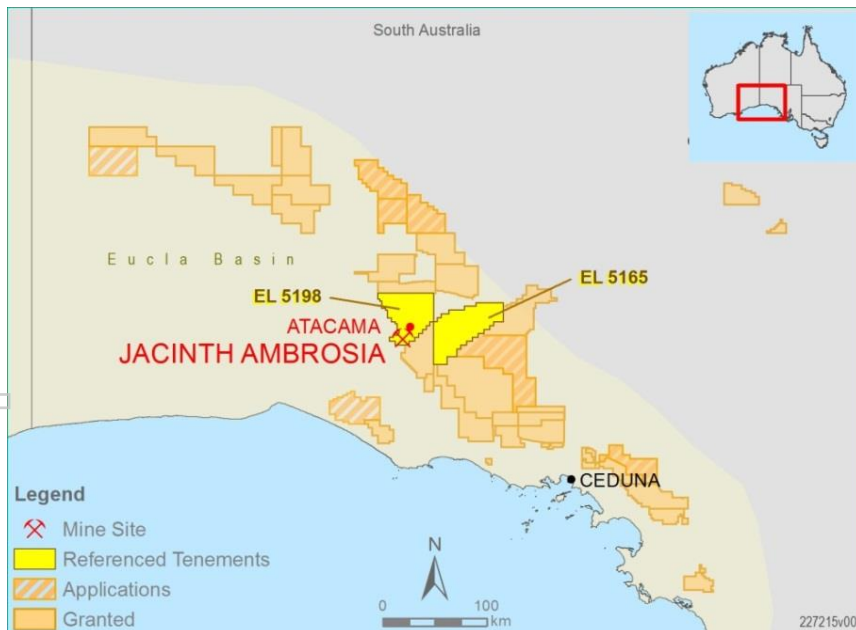 South Australia
Eucla Basin
EL 5198
EL 5165
ATACAMA
JACINTH AMBROSIA
CEDUNA
Legend
Mine Site
Referenced Tenements
Applications
Granted
N
0 100
km
227215v00